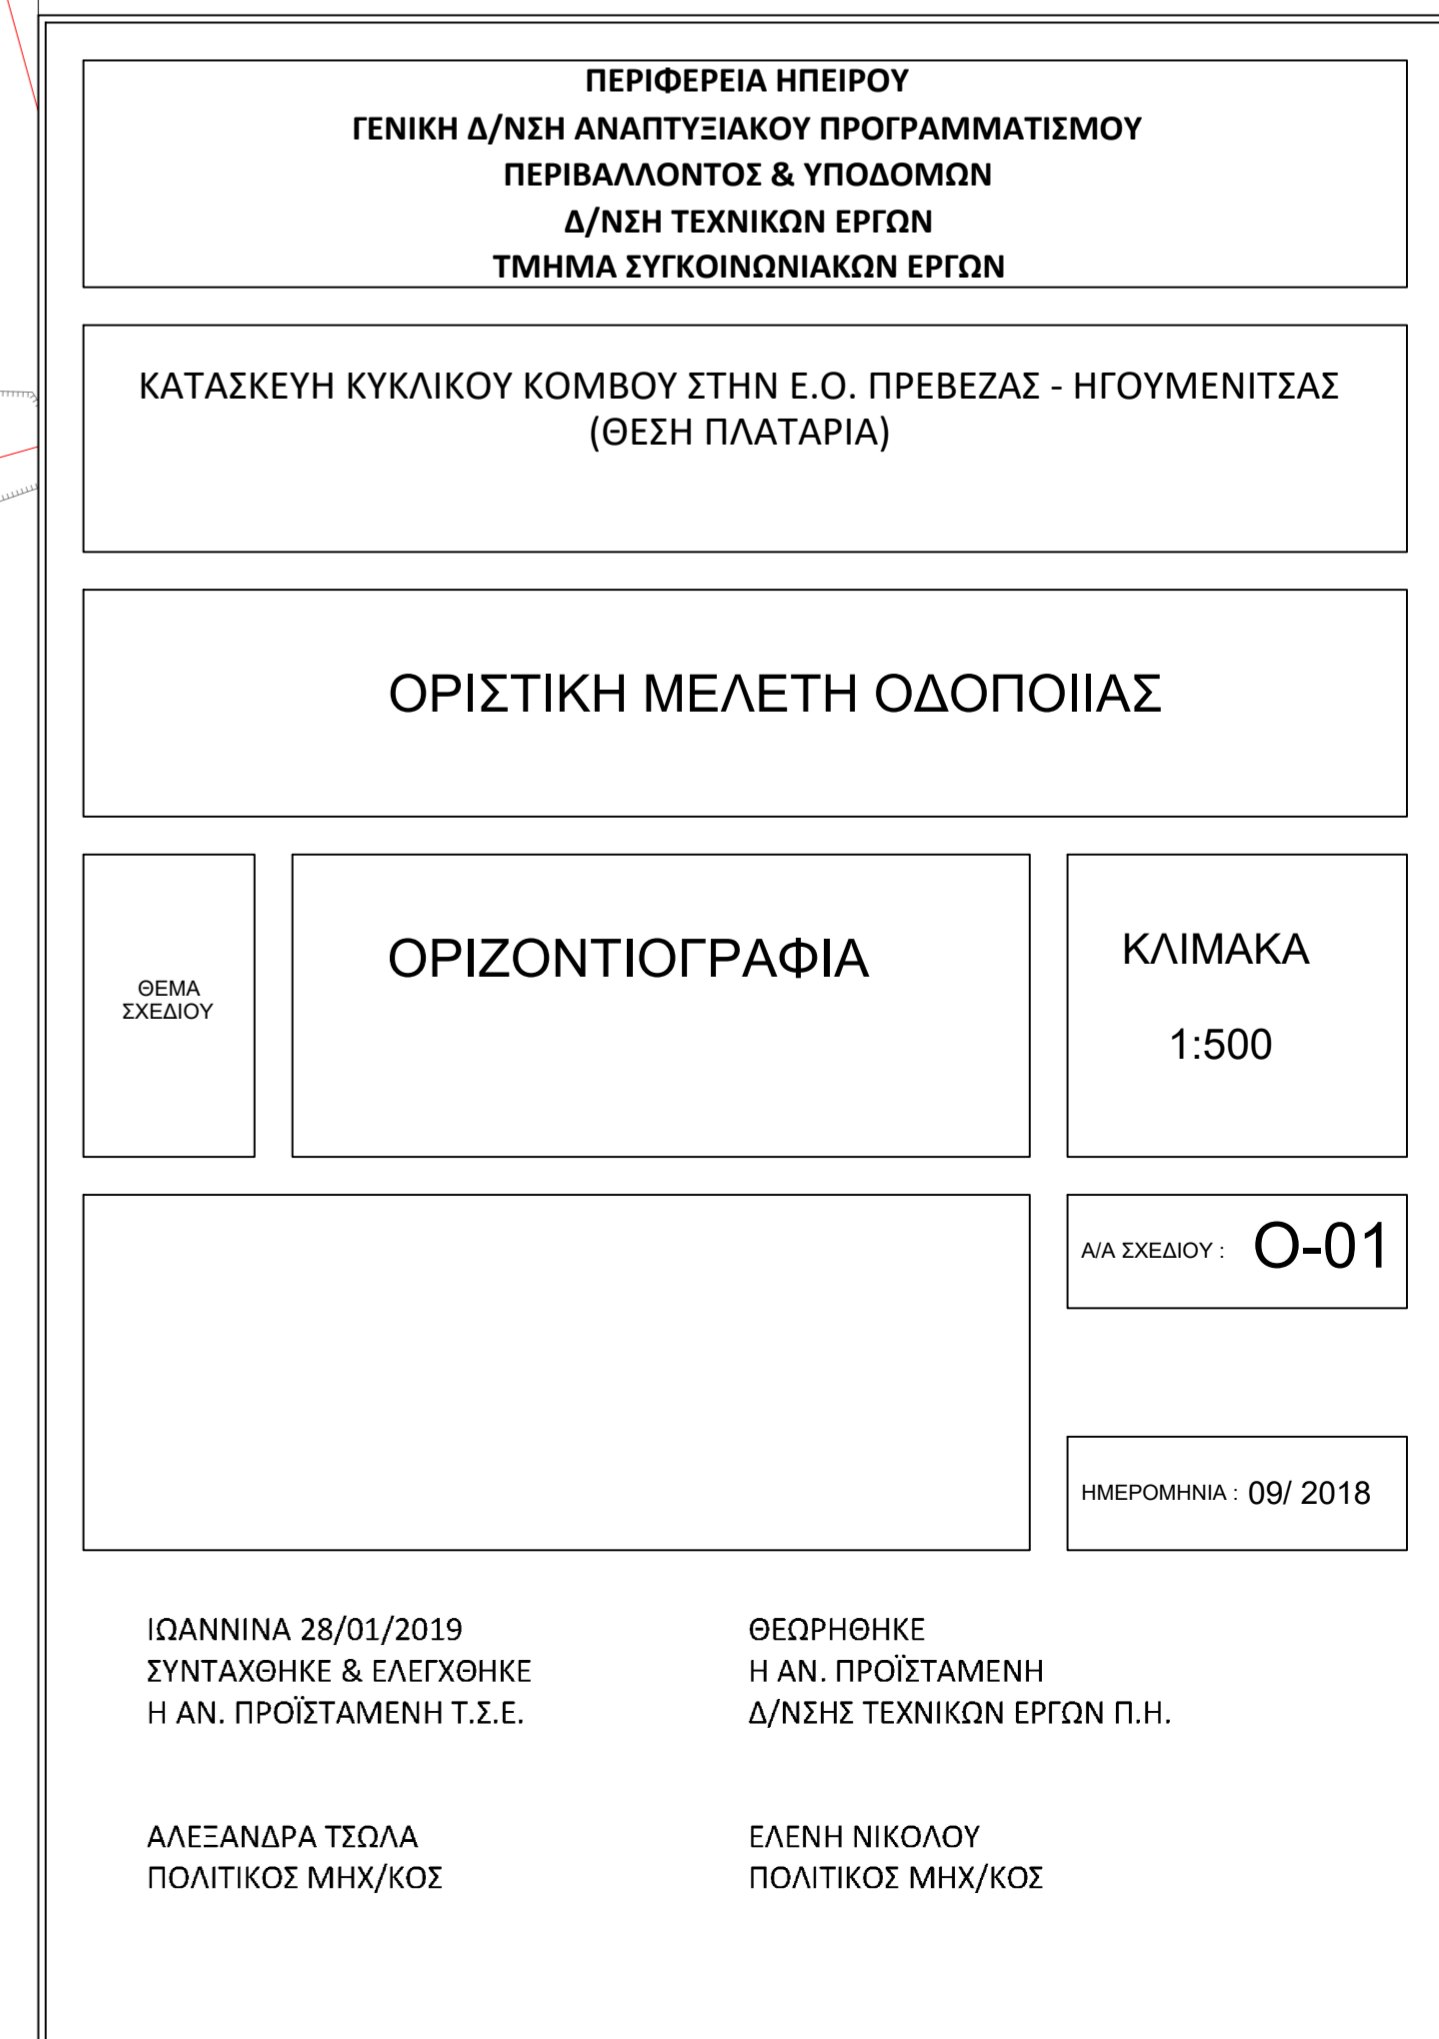 ΠΕΡΙΦΕΡΕΙΑ ΗΠΕΙΡΟΥ
ΓΕΝΙΚΗ Δ/ΝΣΗ ΑΝΑΠΤΥΞΙΑΚΟΥ ΠΡΟΓΡΑΜΜΑΤΙΣΜΟΥ
ΠΕΡΙΒΑΛΛΟΝΤΟΣ & ΥΠΟΔΟΜΩΝ
Δ/ΝΣΗ ΤΕΧΝΙΚΩΝ ΕΡΓΩΝ
ΤΜΗΜΑ ΣΥΓΚΟΙΝΩΝΙΑΚΩΝ ΕΡΓΩΝ
ΚΑΤΑΣΚΕΥΗ ΚΥΚΛΙΚΟΥ ΚΟΜΒΟΥ ΣΤΗΝ Ε.Ο. ΠΡΕΒΕΖΑΣ - ΗΓΟΥΜΕΝΙΤΣΑΣ
(ΘΕΣΗ ΠΛΑΤΑΡΙΑ)
ΟΡΙΣΤΙΚΗ ΜΕΛΕΤΗ ΟΔΟΠΟΙΙΑΣ
ΘΕΜΑ
ΣΧΕΔΙΟΥ
ΟΡΙΖΟΝΤΙΟΓΡΑΦΙΑ
ΚΛΙΜΑΚΑ
1:500
Α/Α ΣΧΕΔΙΟΥ : Ο-01
ΗΜΕΡΟΜΗΝΙΑ : 09/ 2018
ΙΩΑΝΝΙΝΑ 28/01/2019
ΣΥΝΤΑΧΘΗΚΕ & ΕΛΕΓΧΘΗΚΕ
Η ΑΝ. ΠΡΟΪΣΤΑΜΕΝΗ Τ.Σ.Ε.
ΑΛΕΞΑΝΔΡΑ ΤΣΩΛΑ
ΠΟΛΙΤΙΚΟΣ ΜΗΧ/ΚΟΣ
ΘΕΩΡΗΘΗΚΕ
Η ΑΝ. ΠΡΟΪΣΤΑΜΕΝΗ
Δ/ΝΣΗΣ ΤΕΧΝΙΚΩΝ ΕΡΓΩΝ Π.Η.
ΕΛΕΝΗ ΝΙΚΟΛΟΥ
ΠΟΛΙΤΙΚΟΣ ΜΗΧ/ΚΟΣ